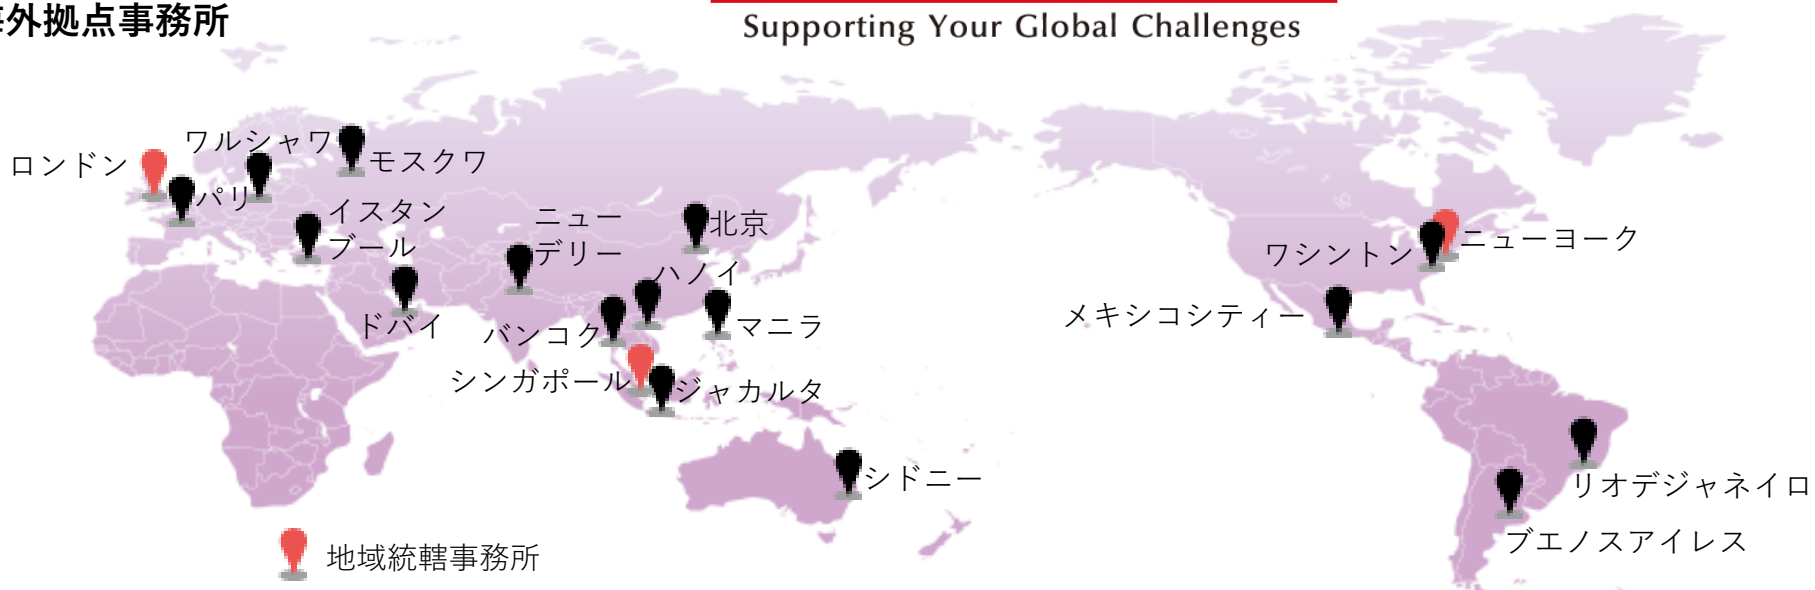 海外拠点事務所
Supporting Your Global Challenges
ロンドン
ワルシャワ
モスクワ
パリ
イスタン
ブール
ドバイ
ニュー
デリー
北京
ハノイ
バンコク
マニラ
シンガポール
ジャカルタ
シドニー
ワシントン
ニューヨーク
メキシコシティー
リオデジャネイロ
ブエノスアイレス
地域統轄事務所